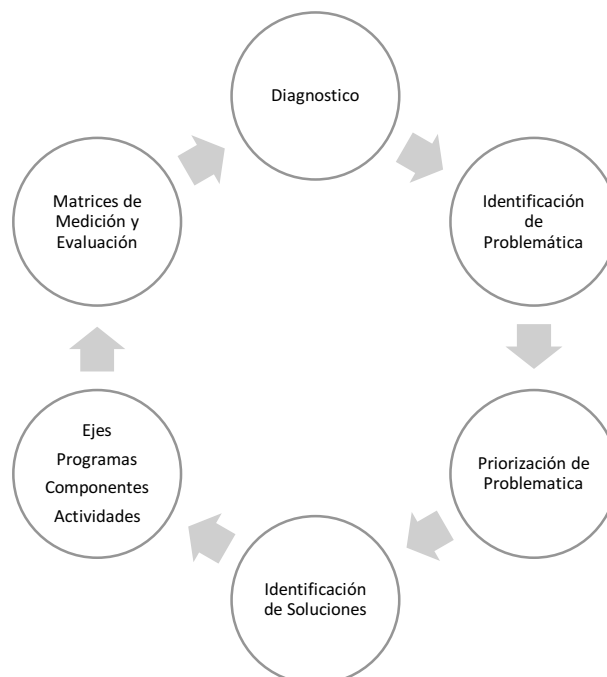 Diagnostico
Identificación
de
Problemática
Priorización de
Problematica
Identificación
de Soluciones
Ejes
Programas
Componentes
Actividades
Matrices de
Medición y
Evaluación